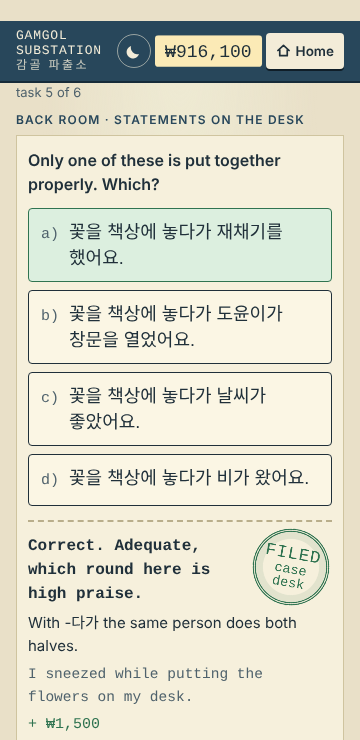 GAMGOL
SUBSTATION
감골 파출소
₩916,100
Home
task 5 of 6
BACK ROOM · STATEMENTS ON THE DESK
Only one of these is put together
properly. Which?
a) 꽃을 책상에 놓다가 재채기를
했어요.
b) 꽃을 책상에 놓다가 도윤이가
창문을 열었어요.
c) 꽃을 책상에 놓다가 날씨가
좋았어요.
d) 꽃을 책상에 놓다가 비가 왔어요.
Correct. Adequate,
which round here is
high praise.
FILED
case
desk
With -다가 the same person does both
halves.
I sneezed while putting the
flowers on my desk.
+ ₩1,500